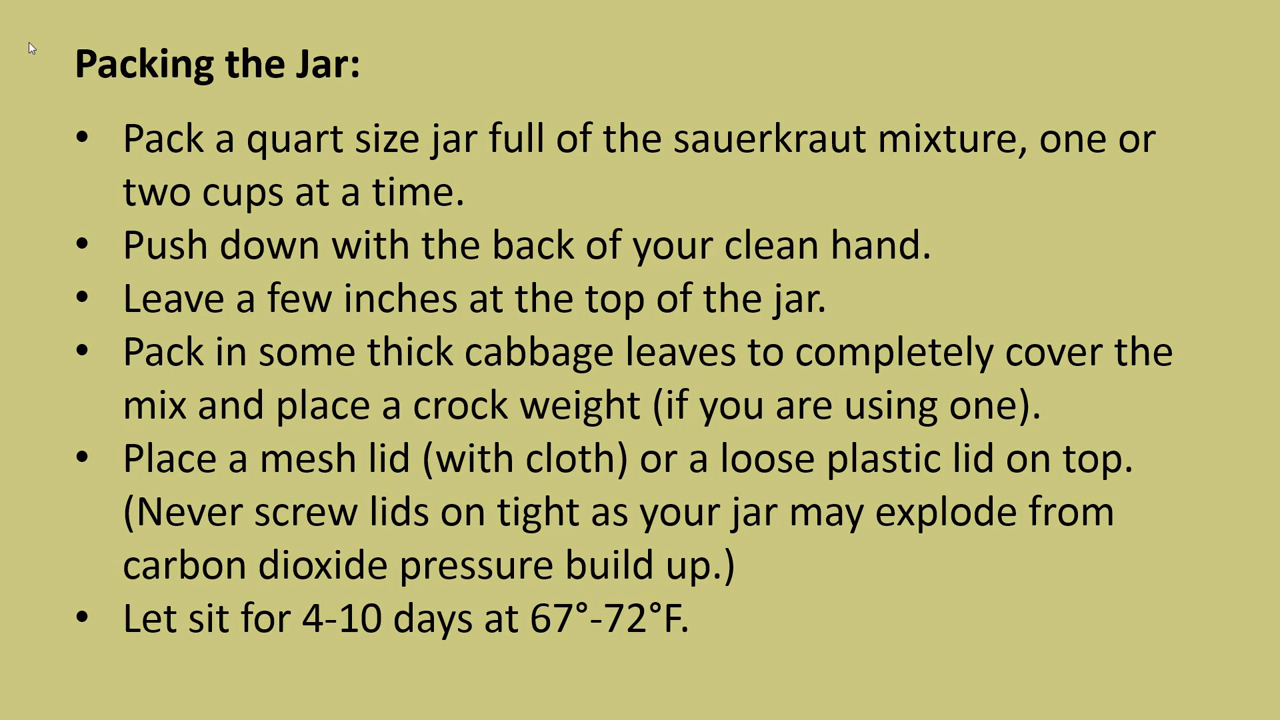 Packing the Jar:
• Pack a quart size jar full of the sauerkraut mixture, one or
two cups at a time.
• Push down with the back of your clean hand.
• Leave a few inches at the top of the jar.
• Pack in some thick cabbage leaves to completely cover the
mix and place a crock weight (if you are using one).
• Place a mesh lid (with cloth) or a loose plastic lid on top.
(Never screw lids on tight as your jar may explode from
carbon dioxide pressure build up.)
• Let sit for 4-10 days at 67°-72°F.